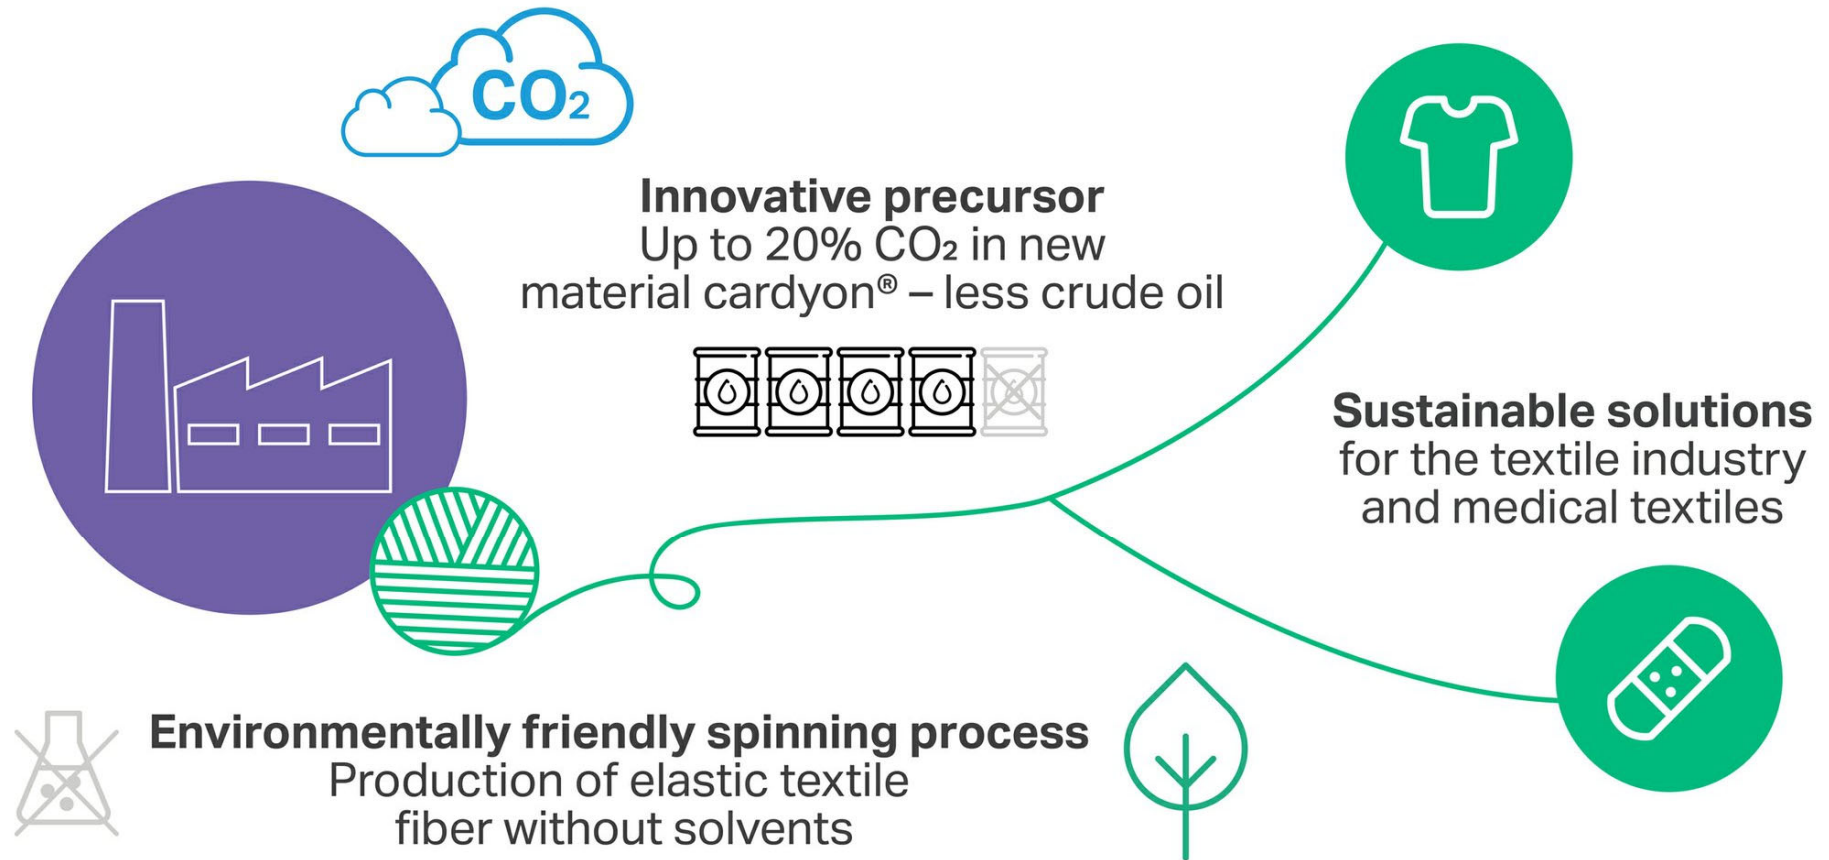 CO₂
Innovative precursor
Up to 20% CO₂ in new
material cardyon® – less crude oil
Sustainable solutions
for the textile industry
and medical textiles
Environmentally friendly spinning process
Production of elastic textile
fiber without solvents